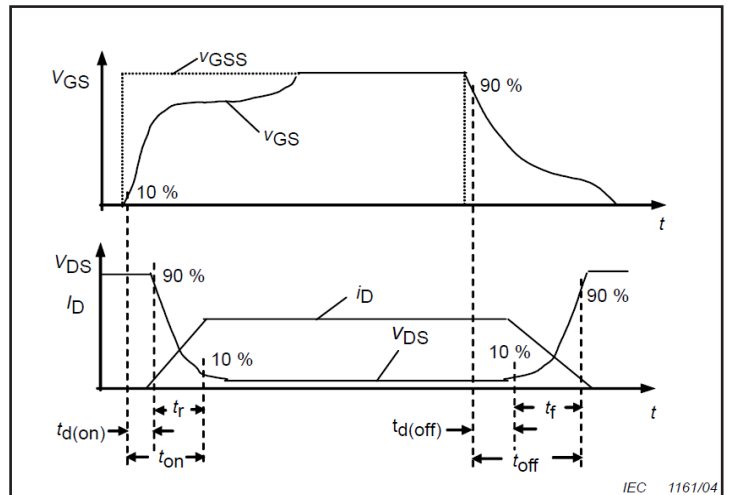 vGSS
VGS
90 %
vGS
10 %
t
VDS
90 %
ID
iD
90 %
VDS
10 %
10 %
tr
tf
t
td(on)
td(off)
ton
toff
IEC 1161/04